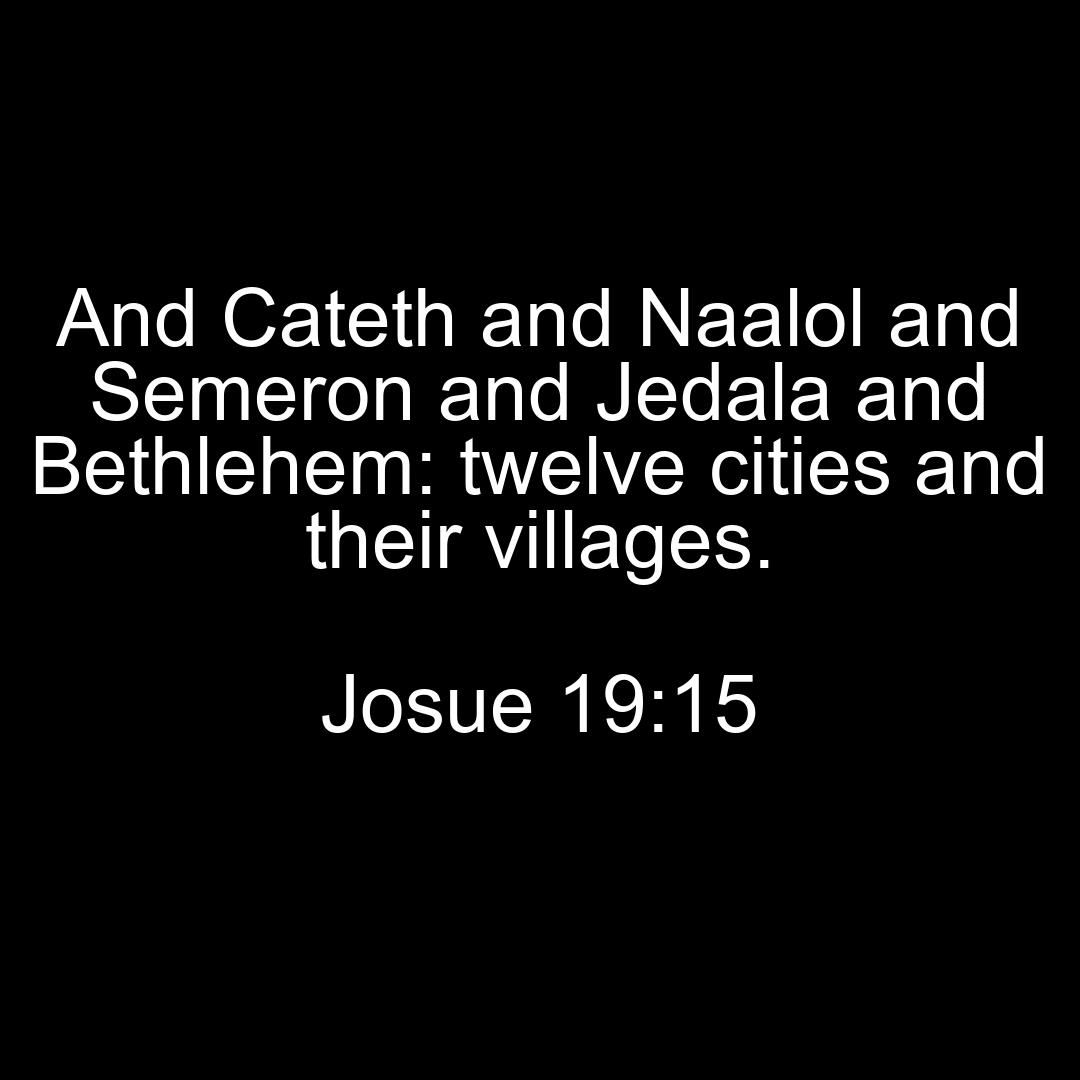 And Cateth and Naalol and
Semeron and Jedala and
Bethlehem: twelve cities and
their villages.
Josue 19:15